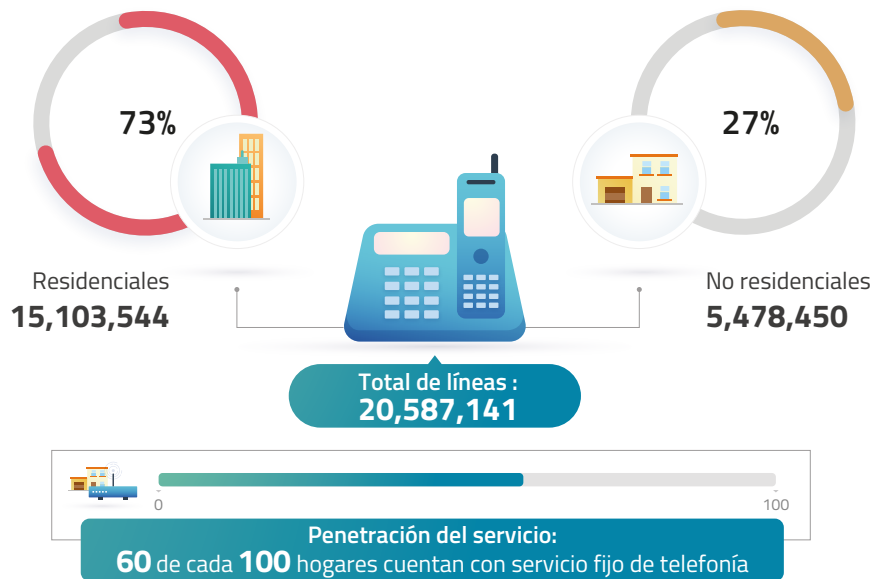 73%
27%
Residenciales
15,103,544
No residenciales
5,478,450
Total de líneas :
20,587,141
0
100
Penetración del servicio:
60 de cada 100 hogares cuentan con servicio fijo de telefonía